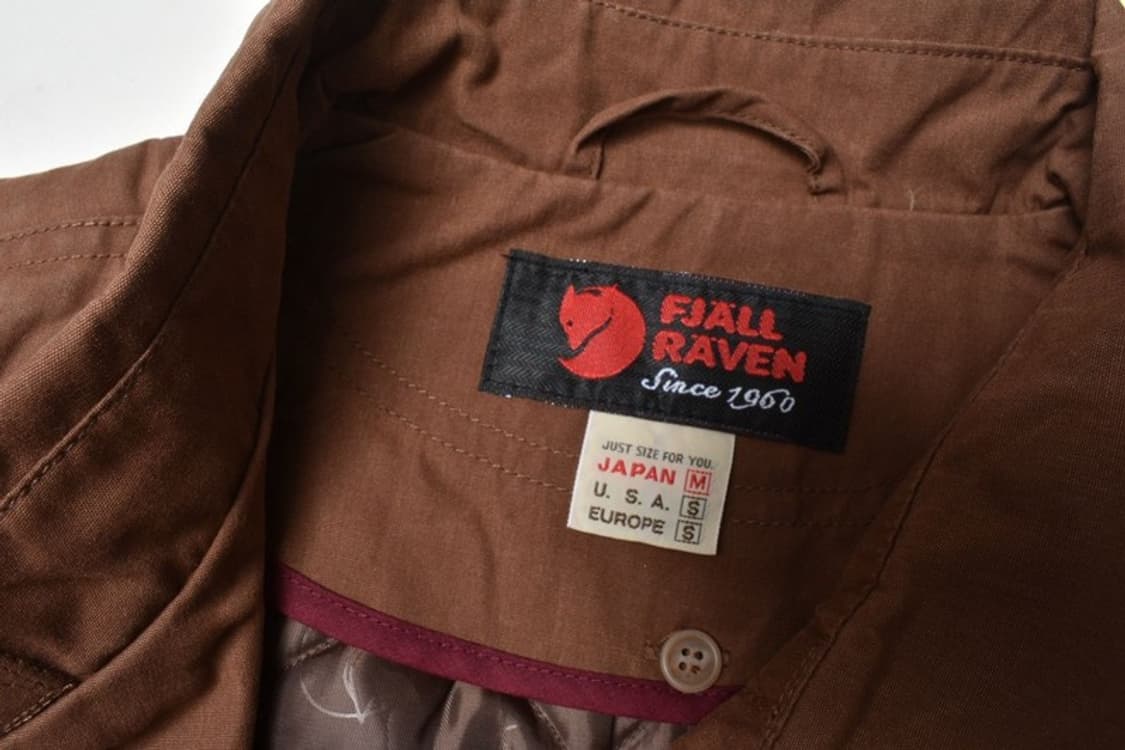 FJÄLL
RÄVEN
Since 1960
JUST SIZE FOR YOU.
JAPAN M
U. S. A. S
EUROPE S